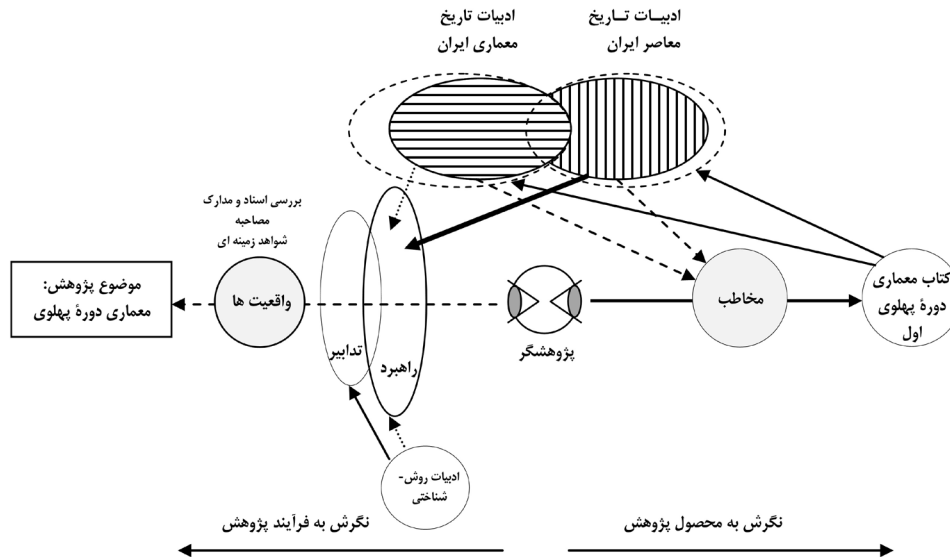 ادبیات تـاریخ
معاصر ایران
ادبیات تاریخ
معماری ایران
بررسی اسناد و مدارک
مصاحبه
شواهد زمینه ای
کتاب معماری
دورهٔ پهلوی
اول
مخاطب
پژوهشگر
راهبرد
تدابیر
واقعیت ها
موضوع پژوهش:
معماری دورهٔ پهلوی
ادبیات روش-
شناختی
نگرش به محصول پژوهش
نگرش به فرآیند پژوهش